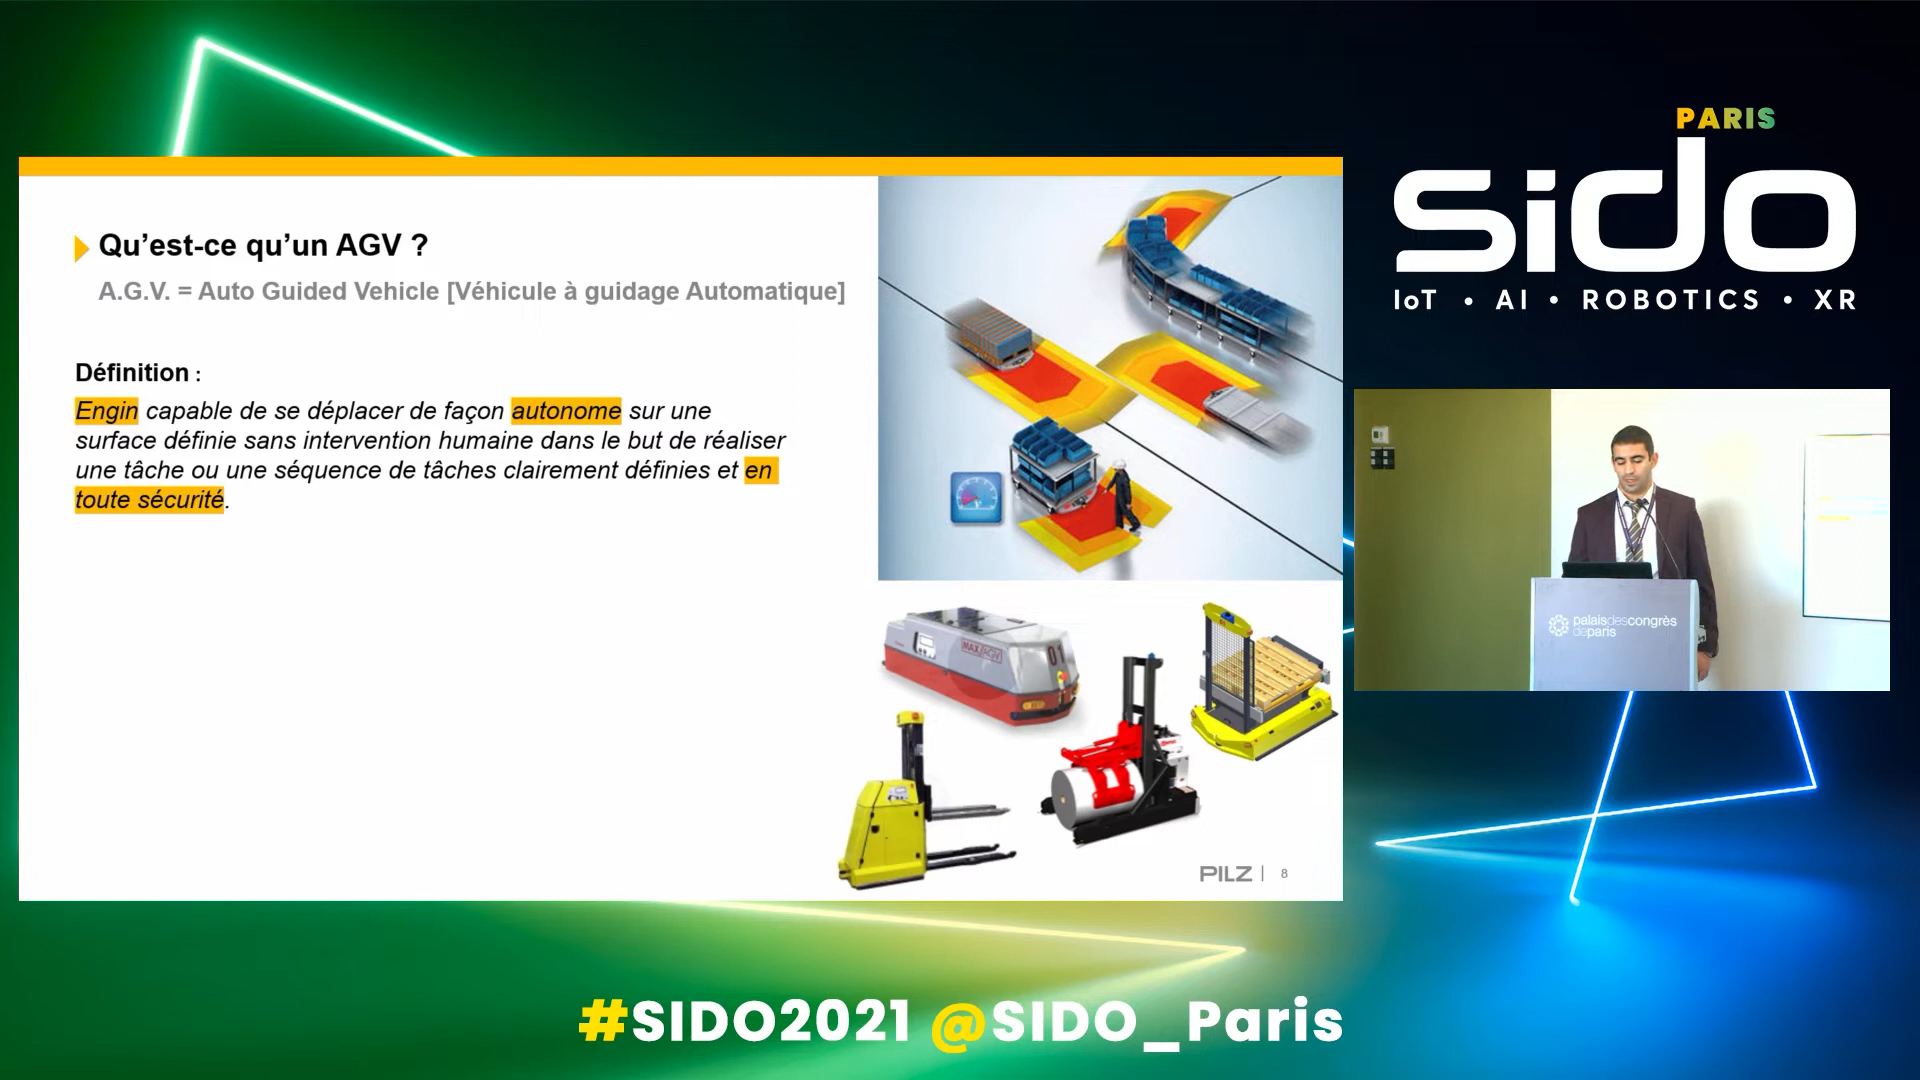 PARIS
sido
IoT • AI • ROBOTICS • XR
Qu’est-ce qu’un AGV ?
A.G.V. = Auto Guided Vehicle [Véhicule à guidage Automatique]
Définition :
Engin capable de se déplacer de façon autonome sur une
surface définie sans intervention humaine dans le but de réaliser
une tâche ou une séquence de tâches clairement définies et en
toute sécurité.
MAX AGV
01
palaisdescongrès
deparis
PILZ | 8
#SIDO2021 @SIDO_Paris